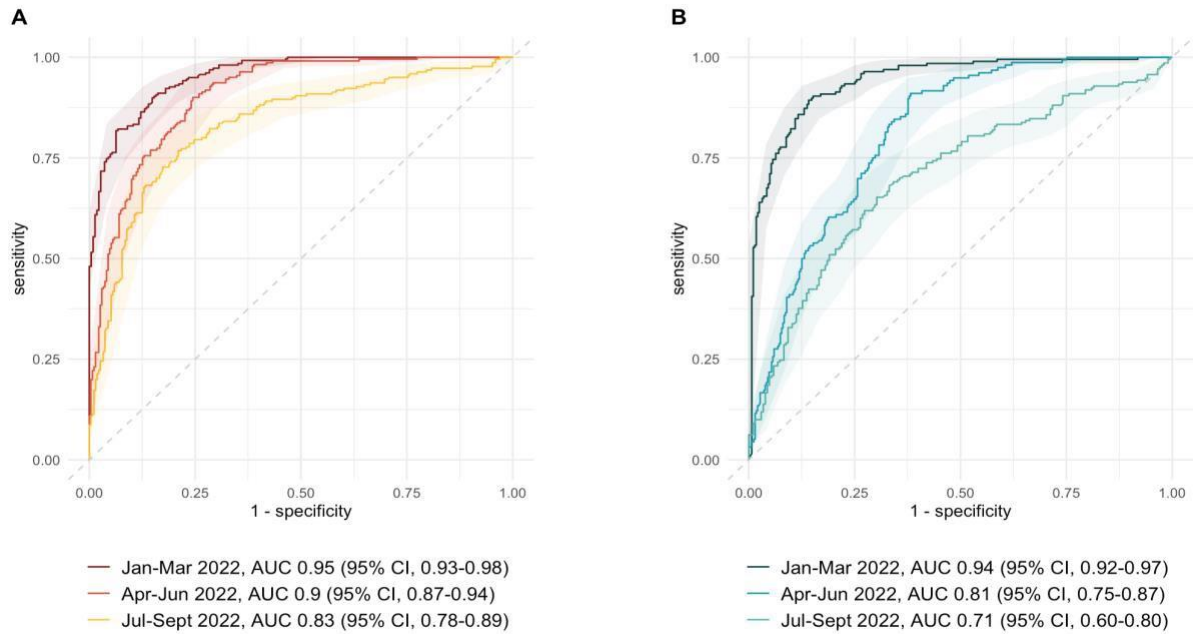 A
1.00
0.75
0.50
0.25
0.00
sensitivity
0.00 0.25 0.50 0.75 1.00
1 - specificity
Jan-Mar 2022, AUC 0.95 (95% CI, 0.93-0.98)
Apr-Jun 2022, AUC 0.9 (95% CI, 0.87-0.94)
Jul-Sept 2022, AUC 0.83 (95% CI, 0.78-0.89)
B
1.00
0.75
0.50
0.25
0.00
sensitivity
0.00 0.25 0.50 0.75 1.00
1 - specificity
Jan-Mar 2022, AUC 0.94 (95% CI, 0.92-0.97)
Apr-Jun 2022, AUC 0.81 (95% CI, 0.75-0.87)
Jul-Sept 2022, AUC 0.71 (95% CI, 0.60-0.80)